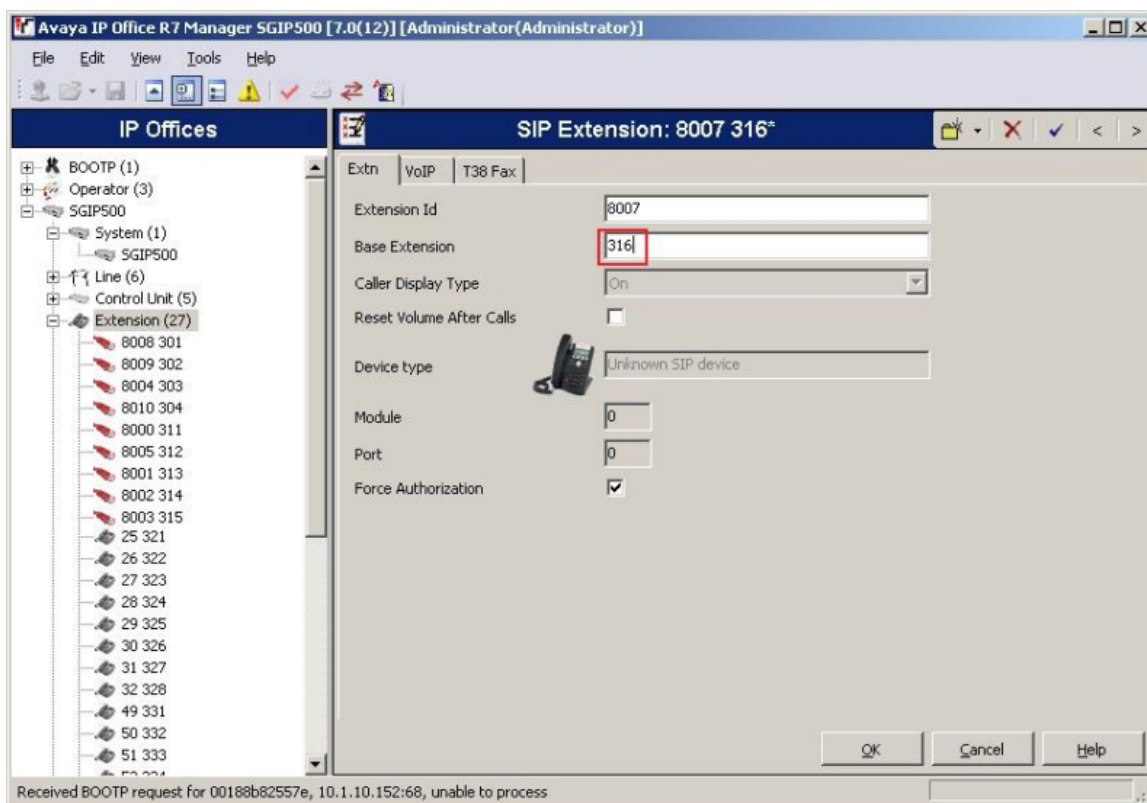 Avaya IP Office R7 Manager SGIP500 [7.0(12)] [Administrator(Administrator)]
File Edit View Tools Help
IP Offices
BOOTP (1)
Operator (3)
SGIP500
System (1)
SGIP500
Line (6)
Control Unit (5)
Extension (27)
8008 301
8009 302
8004 303
8010 304
8000 311
8005 312
8001 313
8002 314
8003 315
25 321
26 322
27 323
28 324
29 325
30 326
31 327
32 328
49 331
50 332
51 333
SIP Extension: 8007 316*
Extn VoIP T38 Fax
Extension Id 8007
Base Extension 316
Caller Display Type On
Reset Volume After Calls
Device type Unknown SIP device
Module 0
Port 0
Force Authorization
OK Cancel Help
Received BOOTP request for 00188b82557e, 10.1.10.152:68, unable to process